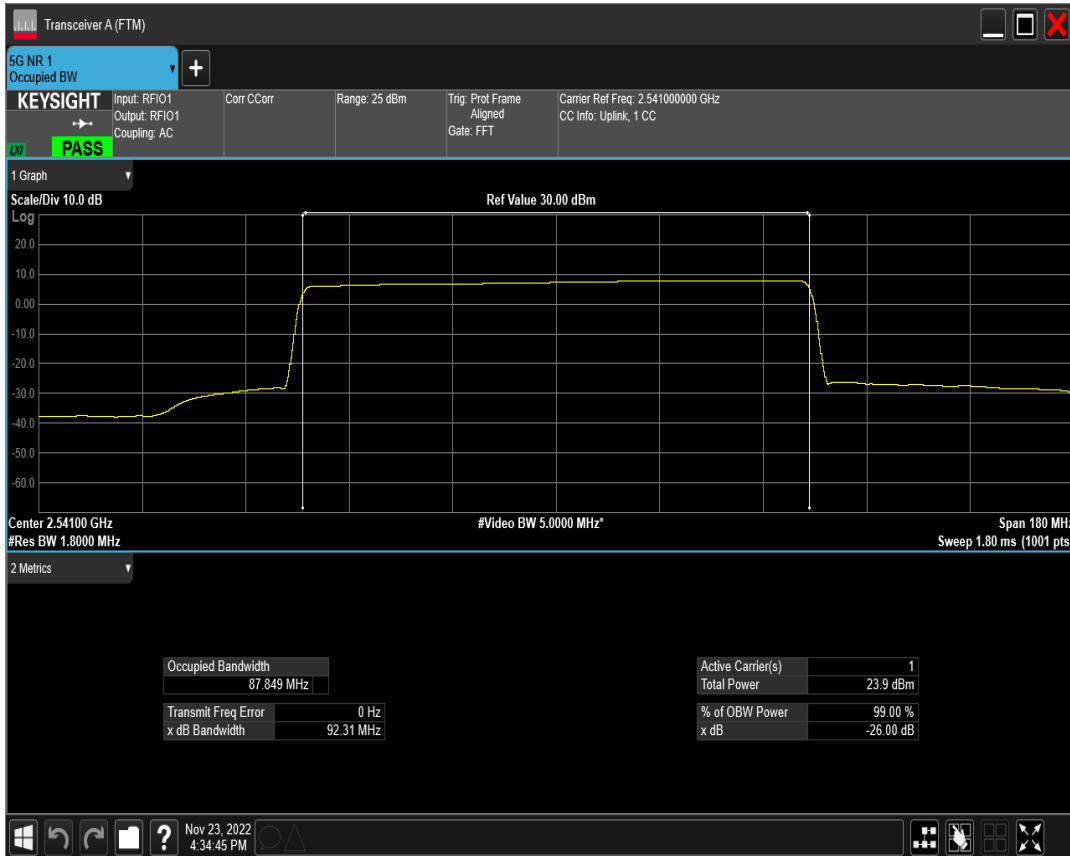 Transceiver A (FTM)
5G NR 1
Occupied BW
+
KEYSIGHT
LXI
PASS
Input: RFIO1
Output: RFIO1
Coupling: AC
Corr CCorr
Range: 25 dBm
Trig: Prot Frame
Aligned
Gate: FFT
Carrier Ref Freq: 2.541000000 GHz
CC Info: Uplink, 1 CC
1 Graph
Scale/Div 10.0 dB
Ref Value 30.00 dBm
Log
20.0
10.0
0.00
-10.0
-20.0
-30.0
-40.0
-50.0
-60.0
Center 2.54100 GHz
#Video BW 5.0000 MHz*
Span 180 MHz
#Res BW 1.8000 MHz
Sweep 1.80 ms (1001 pts
2 Metrics
Occupied Bandwidth
87.849 MHz
Transmit Freq Error 0 Hz
x dB Bandwidth 92.31 MHz
Active Carrier(s) 1
Total Power 23.9 dBm
% of OBW Power 99.00 %
x dB -26.00 dB
?
Nov 23, 2022
4:34:45 PM